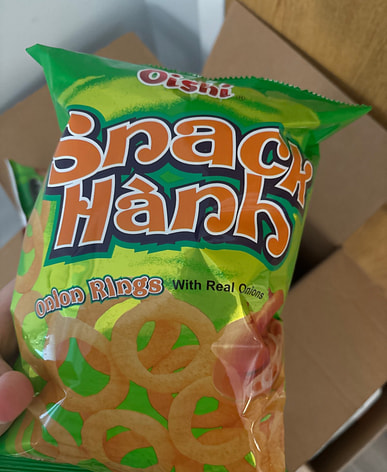 Oishi
Snack
Hành
Onion Rings With Real Onions